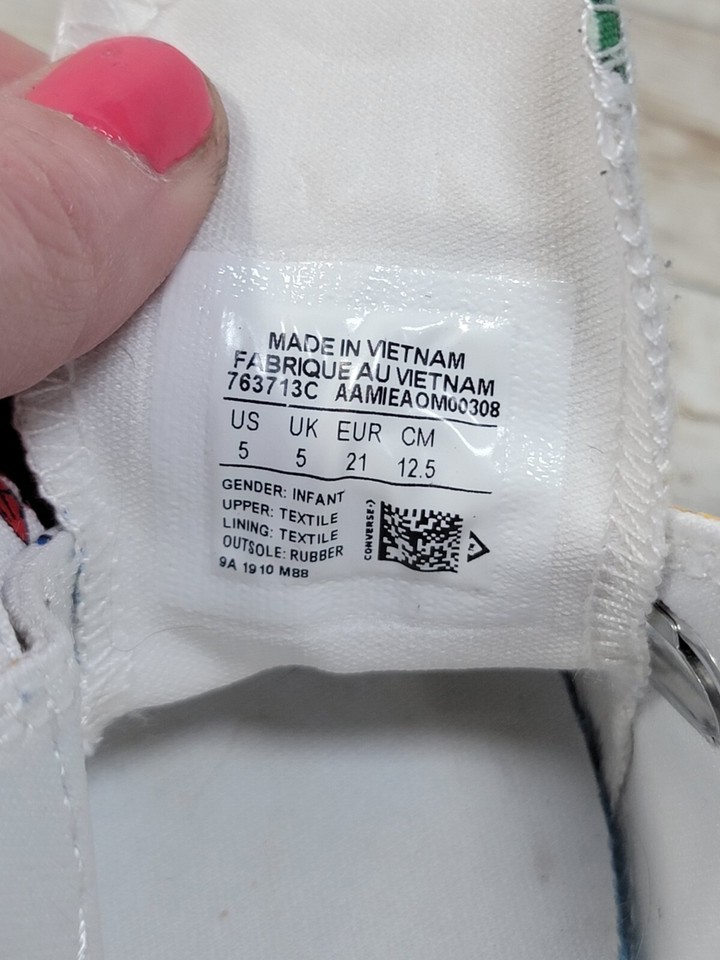 MADE IN VIETNAM
FABRIQUE AU VIETNAM
763713C AAMIEAOM00308
US UK EUR CM
5 5 21 12.5
GENDER: INFANT
UPPER: TEXTILE
LINING: TEXTILE
OUTSOLE: RUBBER
9A 1910 M88
CONVERSE